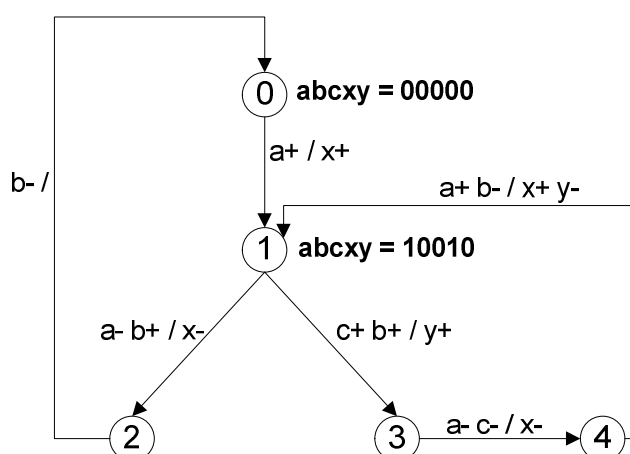 0 abcxy = 00000
a+ / x+
b- /
a+ b- / x+ y-
1 abcxy = 10010
a- b+ / x-
c+ b+ / y+
a- c- / x-
2
3
4